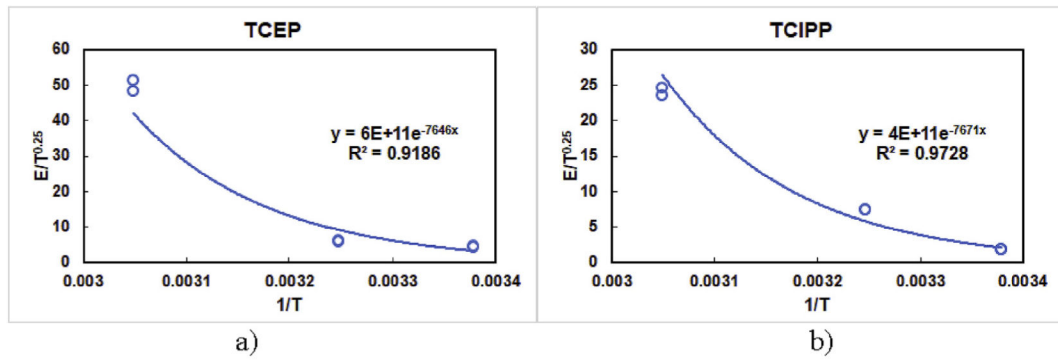 TCEP
60
50
40
30
20
10
0
E/T^0.25
y = 6E+11e^-7646x
R² = 0.9186
0.003 0.0031 0.0032 0.0033 0.0034
1/T
a)
TCIPP
30
25
20
15
10
5
0
E/T^0.25
y = 4E+11e^-7671x
R² = 0.9728
0.003 0.0031 0.0032 0.0033 0.0034
1/T
b)